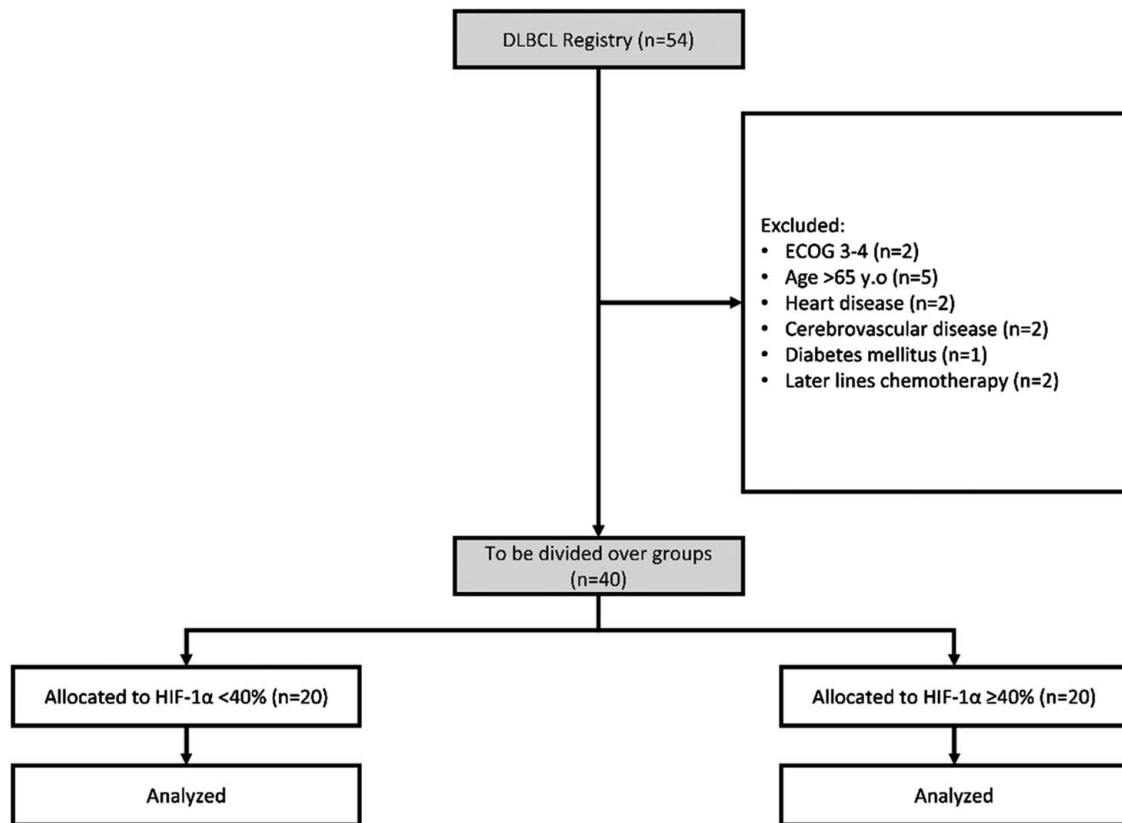 DLBCL Registry (n=54)
Excluded:
• ECOG 3-4 (n=2)
• Age >65 y.o (n=5)
• Heart disease (n=2)
• Cerebrovascular disease (n=2)
• Diabetes mellitus (n=1)
• Later lines chemotherapy (n=2)
To be divided over groups
(n=40)
Allocated to HIF-1α <40% (n=20)
Allocated to HIF-1α ≥40% (n=20)
Analyzed
Analyzed